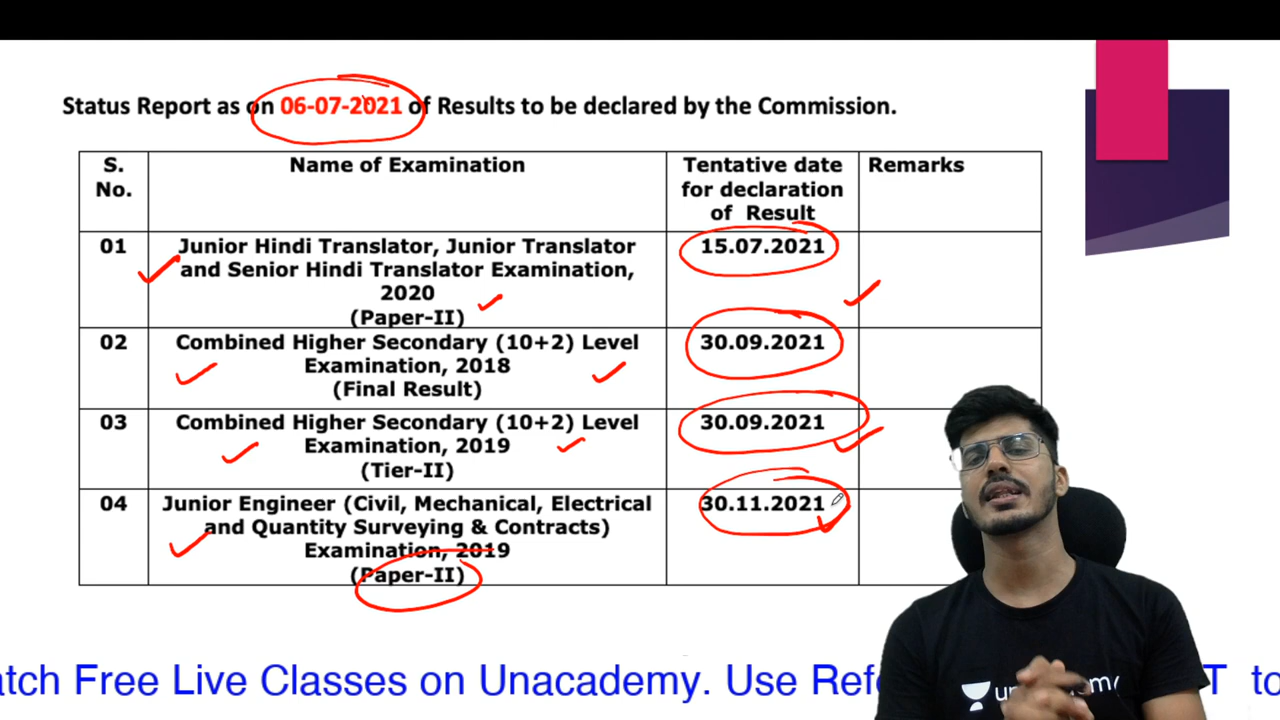 Status Report as on 06-07-2021 of Results to be declared by the Commission.
S. No. Name of Examination Tentative date for declaration of Result Remarks
01 Junior Hindi Translator, Junior Translator
and Senior Hindi Translator Examination,
2020
(Paper-II) 15.07.2021
02 Combined Higher Secondary (10+2) Level
Examination, 2018
(Final Result) 30.09.2021
03 Combined Higher Secondary (10+2) Level
Examination, 2019
(Tier-II) 30.09.2021
04 Junior Engineer (Civil, Mechanical, Electrical
and Quantity Surveying & Contracts)
Examination, 2019
(Paper-II) 30.11.2021
Free Live Classes on Unacademy. Use